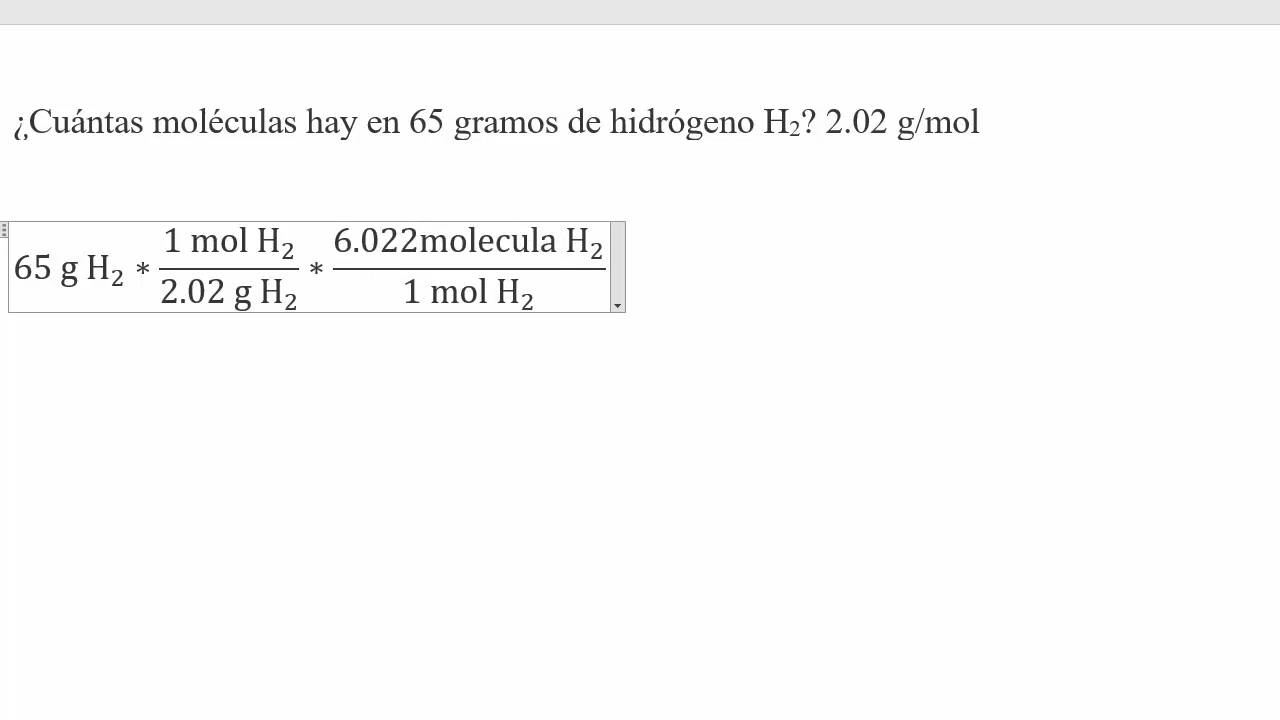 ¿Cuántas moléculas hay en 65 gramos de hidrógeno H₂? 2.02 g/mol
65 g H₂ * 1 mol H₂ / 2.02 g H₂ * 6.022molecula H₂ / 1 mol H₂